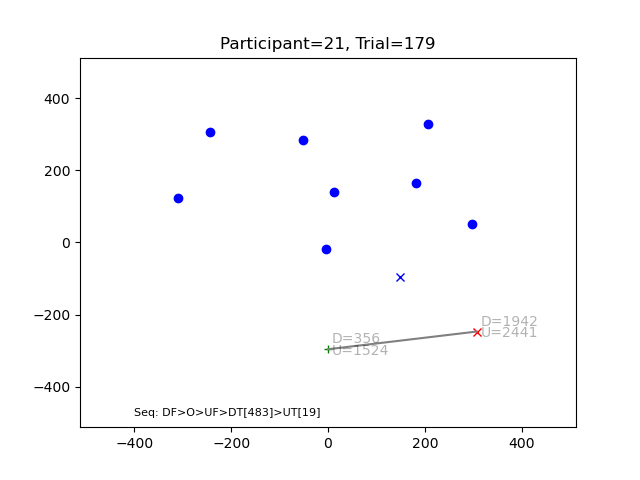 Participant=21, Trial=179
400
200
0
−200
−400
D=356
U=1524
D=1942
U=2441
Seq: DF>O>UF>DT[483]>UT[19]
−400
−200
0
200
400